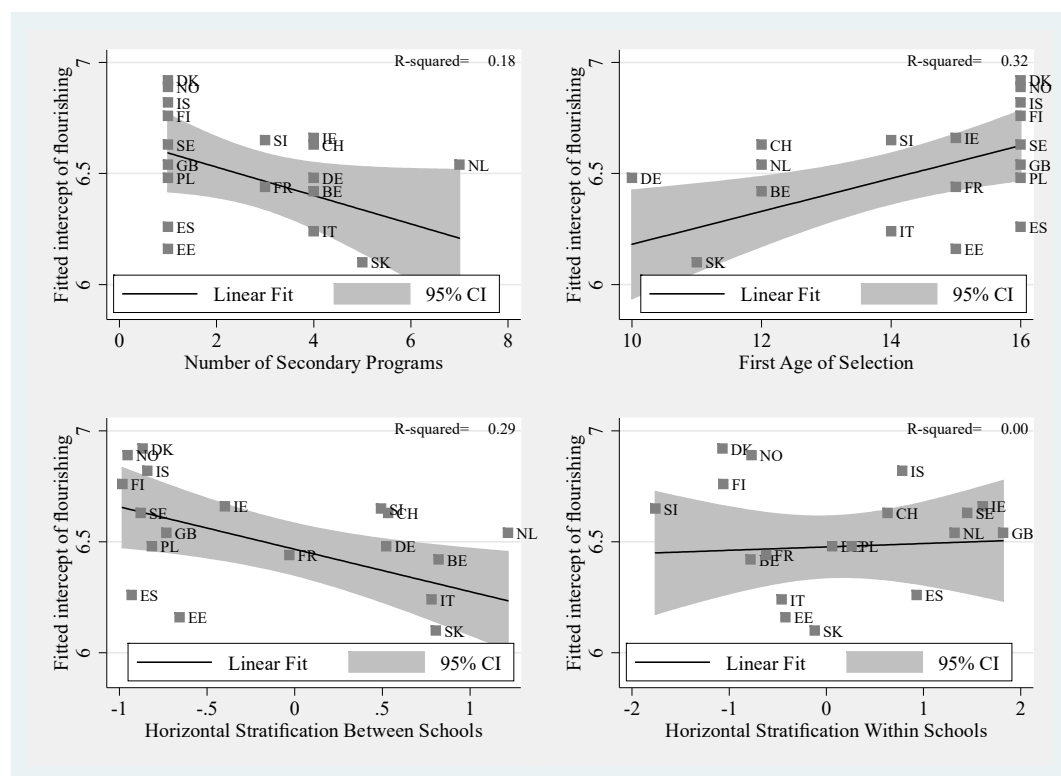 R-squared= 0.18
Fitted intercept of flourishing
7
6.5
6
DK
NO
IS
FI
SE
GB
PL
ES
EE
SI
FR
IE
CH
DE
BE
IT
SK
NL
Linear Fit
95% CI
0 2 4 6 8
Number of Secondary Programs
R-squared= 0.32
Fitted intercept of flourishing
7
6.5
6
DK
NO
IS
FI
SE
GB
PL
ES
IE
FR
EE
SI
IT
CH
NL
BE
DE
SK
Linear Fit
95% CI
10 12 14 16
First Age of Selection
R-squared= 0.29
Fitted intercept of flourishing
7
6.5
6
DK
NO
IS
FI
SE
GB
PL
ES
EE
IE
FR
SI
CH
DE
BE
IT
SK
NL
Linear Fit
95% CI
-1 -.5 0 .5 1
Horizontal Stratification Between Schools
R-squared= 0.00
Fitted intercept of flourishing
7
6.5
6
DK
NO
IS
FI
SI
CH
IE
SE
NL
GB
PL
FR
BE
IT
ES
EE
SK
Linear Fit
95% CI
-2 -1 0 1 2
Horizontal Stratification Within Schools